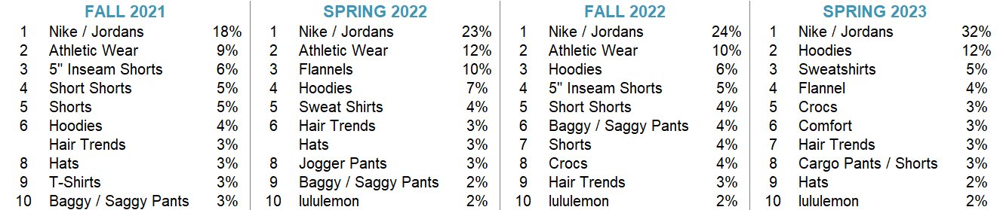 FALL 2021 SPRING 2022 FALL 2022 SPRING 2023
1 Nike / Jordans 18% 1 Nike / Jordans 23% 1 Nike / Jordans 24% 1 Nike / Jordans 32%
2 Athletic Wear 9% 2 Athletic Wear 12% 2 Athletic Wear 10% 2 Hoodies 12%
3 5" Inseam Shorts 6% 3 Flannels 10% 3 Hoodies 6% 3 Sweatshirts 5%
4 Short Shorts 5% 4 Hoodies 7% 4 5" Inseam Shorts 5% 4 Flannel 4%
5 Shorts 5% 5 Sweat Shirts 4% 5 Short Shorts 4% 5 Crocs 3%
6 Hoodies 4% 6 Hair Trends 3% 6 Baggy / Saggy Pants 4% 6 Comfort 3%
Hair Trends 3% Hats 3% 7 Shorts 4% 7 Hair Trends 3%
8 Hats 3% 8 Jogger Pants 3% 8 Crocs 4% 8 Cargo Pants / Shorts 3%
9 T-Shirts 3% 9 Baggy / Saggy Pants 2% 9 Hair Trends 3% 9 Hats 2%
10 Baggy / Saggy Pants 3% 10 lululemon 2% 10 lululemon 2% 10 lululemon 2%